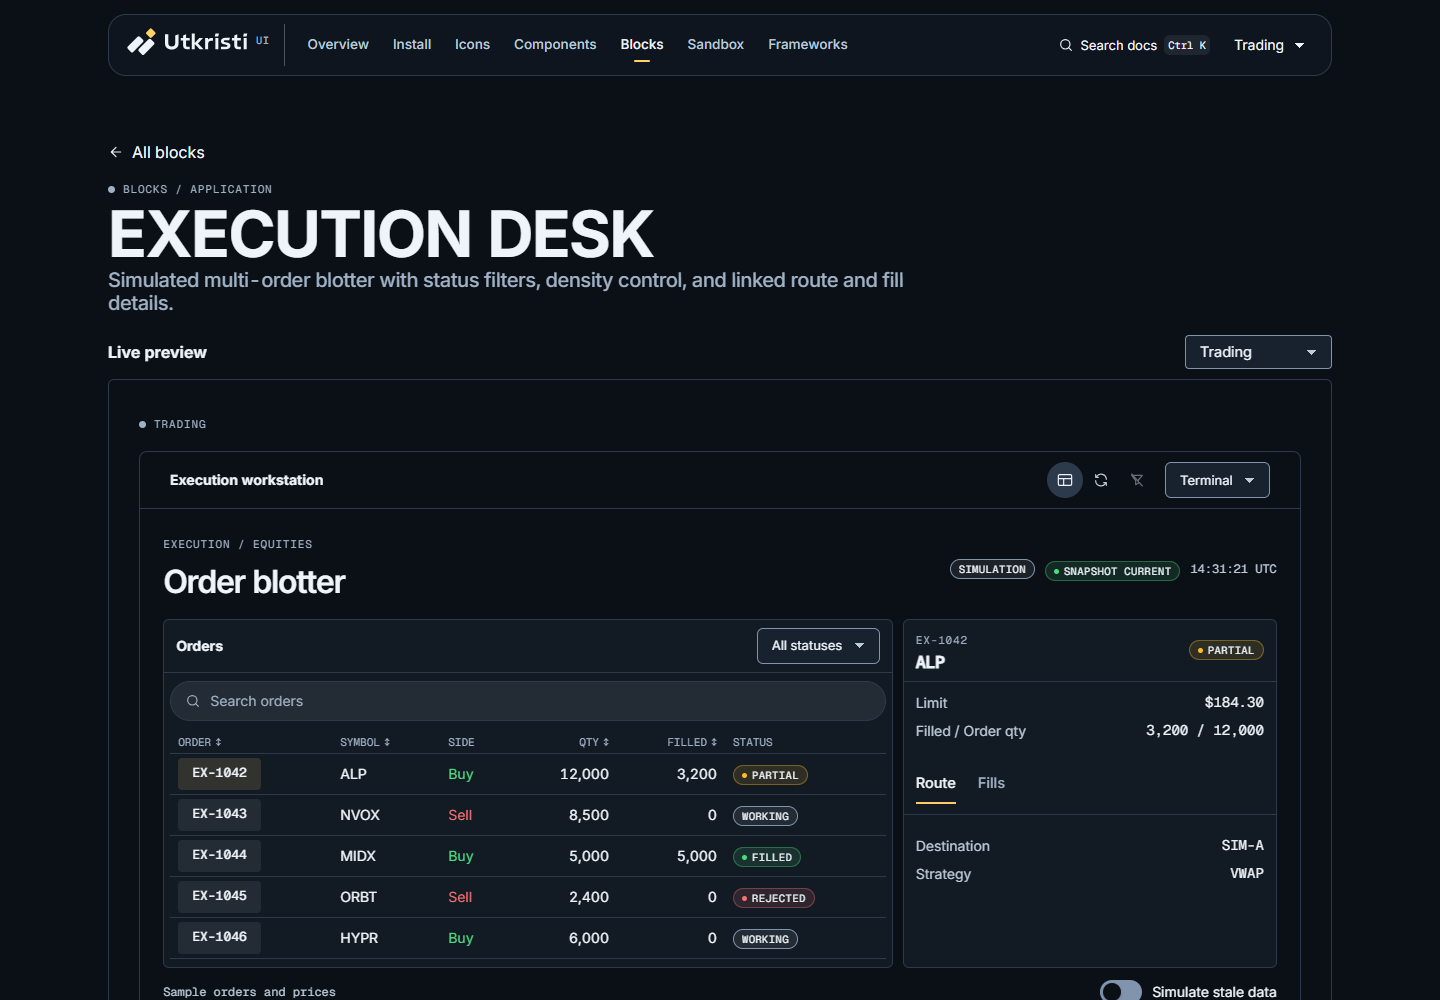 Utkristi UI
Overview Install Icons Components Blocks Sandbox Frameworks
Search docs Ctrl K Trading
All blocks
BLOCKS / APPLICATION
EXECUTION DESK
Simulated multi-order blotter with status filters, density control, and linked route and fill
details.
Live preview
Trading
TRADING
Execution workstation
Terminal
EXECUTION / EQUITIES
Order blotter
SIMULATION SNAPSHOT CURRENT 14:31:21 UTC
Orders
All statuses
Search orders
ORDER SYMBOL SIDE QTY FILLED STATUS
EX-1042 ALP Buy 12,000 3,200 PARTIAL
EX-1043 NVOX Sell 8,500 0 WORKING
EX-1044 MIDX Buy 5,000 5,000 FILLED
EX-1045 ORBT Sell 2,400 0 REJECTED
EX-1046 HYPR Buy 6,000 0 WORKING
EX-1042
ALP
PARTIAL
Limit $184.30
Filled / Order qty 3,200 / 12,000
Route Fills
Destination SIM-A
Strategy VWAP
Sample orders and prices
Simulate stale data